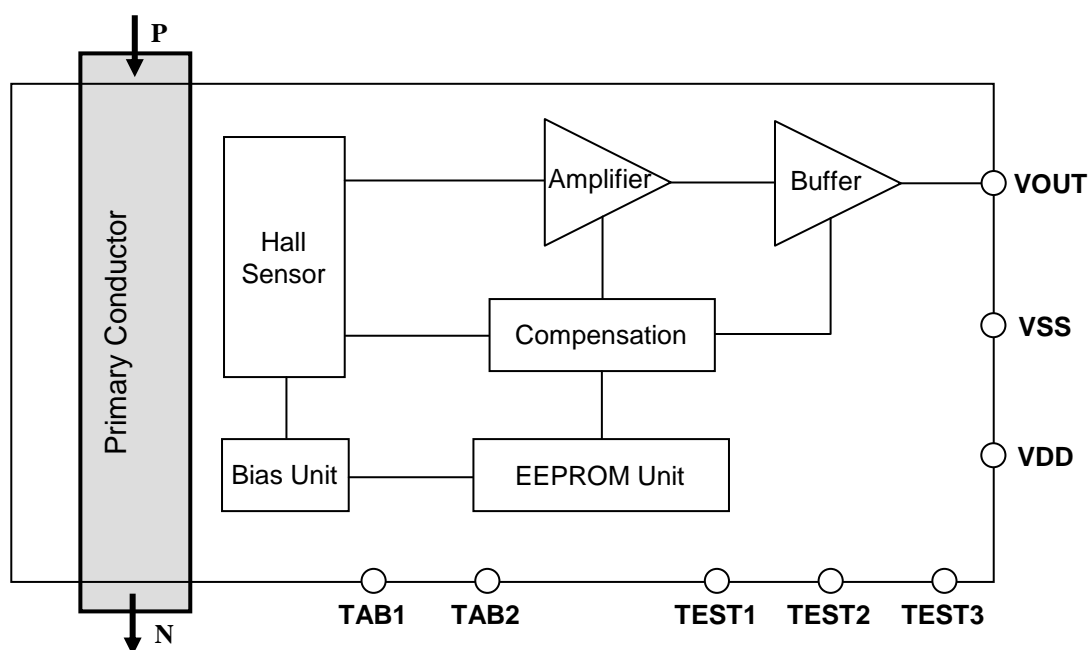 P
Primary Conductor
Hall
Sensor
Amplifier
Buffer
VOUT
Compensation
VSS
Bias Unit
EEPROM Unit
VDD
TAB1
TAB2
TEST1
TEST2
TEST3
N